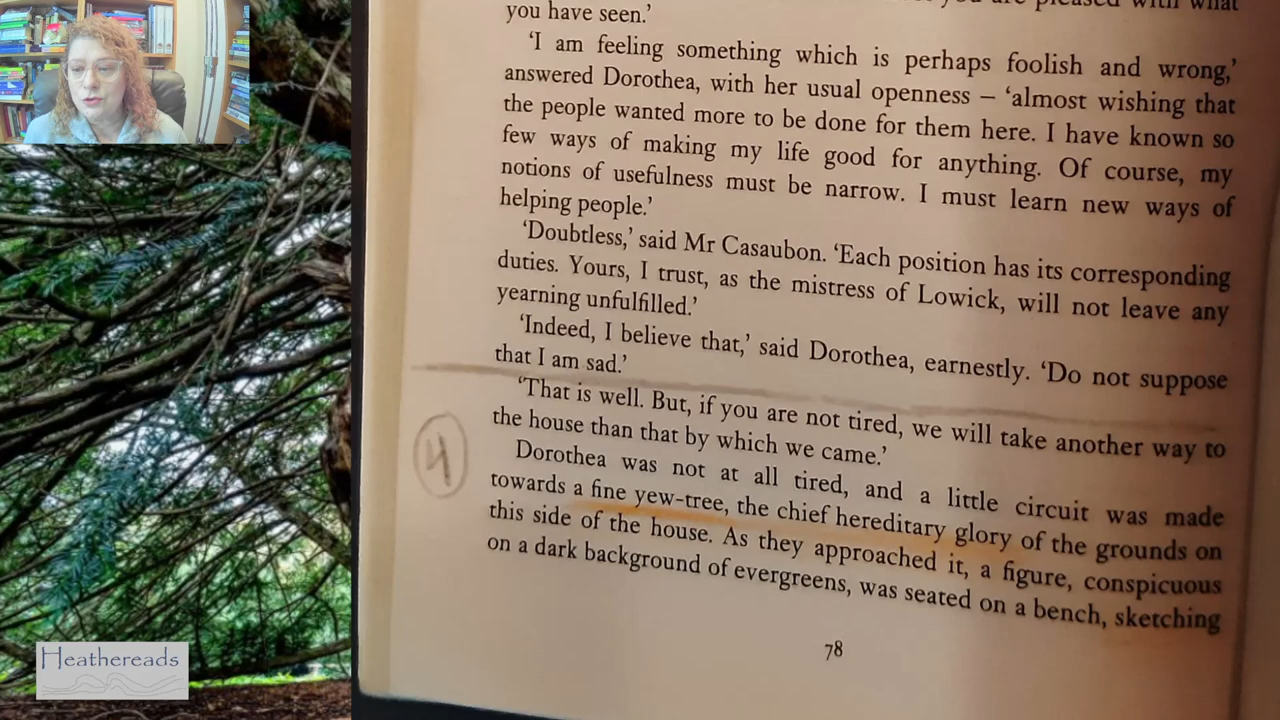 you are pleased with what
you have seen.’
‘I am feeling something which is perhaps foolish and wrong,’
answered Dorothea, with her usual openness – ‘almost wishing that
the people wanted more to be done for them here. I have known so
few ways of making my life good for anything. Of course, my
notions of usefulness must be narrow. I must learn new ways of
helping people.’
‘Doubtless,’ said Mr Casaubon. ‘Each position has its corresponding
duties. Yours, I trust, as the mistress of Lowick, will not leave any
yearning unfulfilled.’
‘Indeed, I believe that,’ said Dorothea, earnestly. ‘Do not suppose
that I am sad.’
‘That is well. But, if you are not tired, we will take another way to
the house than that by which we came.’
4
Dorothea was not at all tired, and a little circuit was made
towards a fine yew-tree, the chief hereditary glory of the grounds on
this side of the house. As they approached it, a figure, conspicuous
on a dark background of evergreens, was seated on a bench, sketching
78
Heathereads